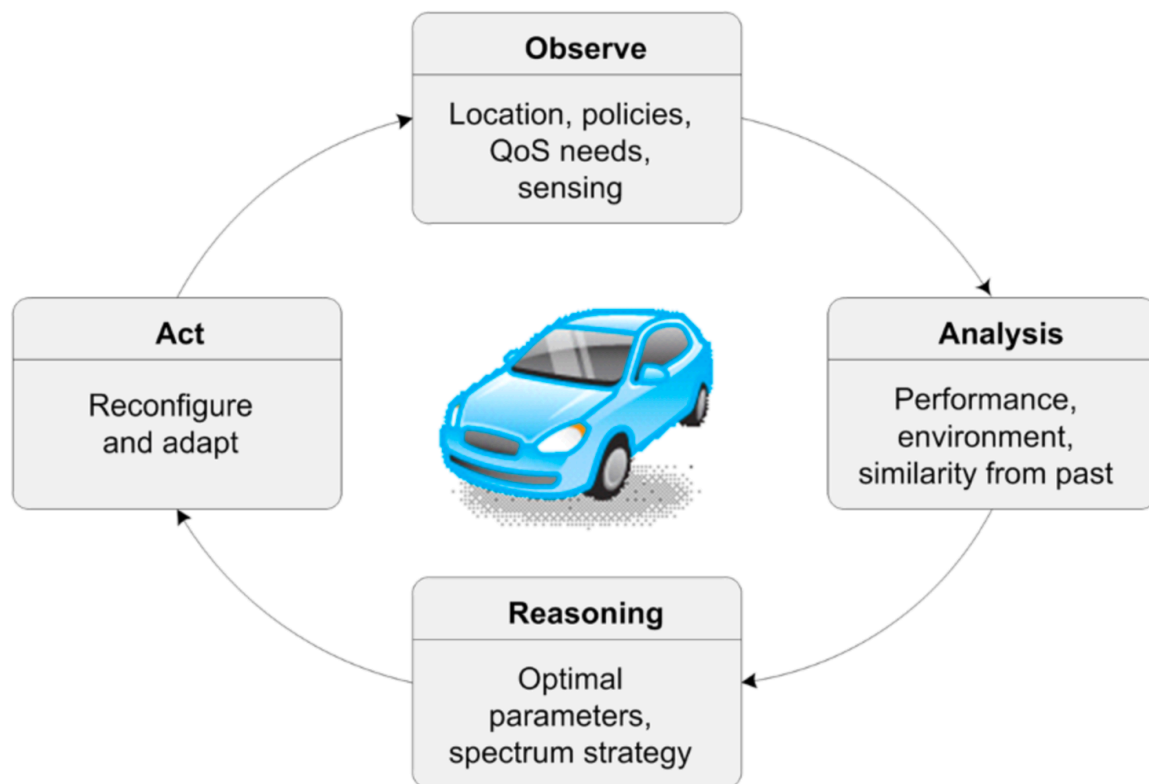 Observe
Location, policies,
QoS needs,
sensing
Act
Reconfigure
and adapt
Analysis
Performance,
environment,
similarity from past
Reasoning
Optimal
parameters,
spectrum strategy